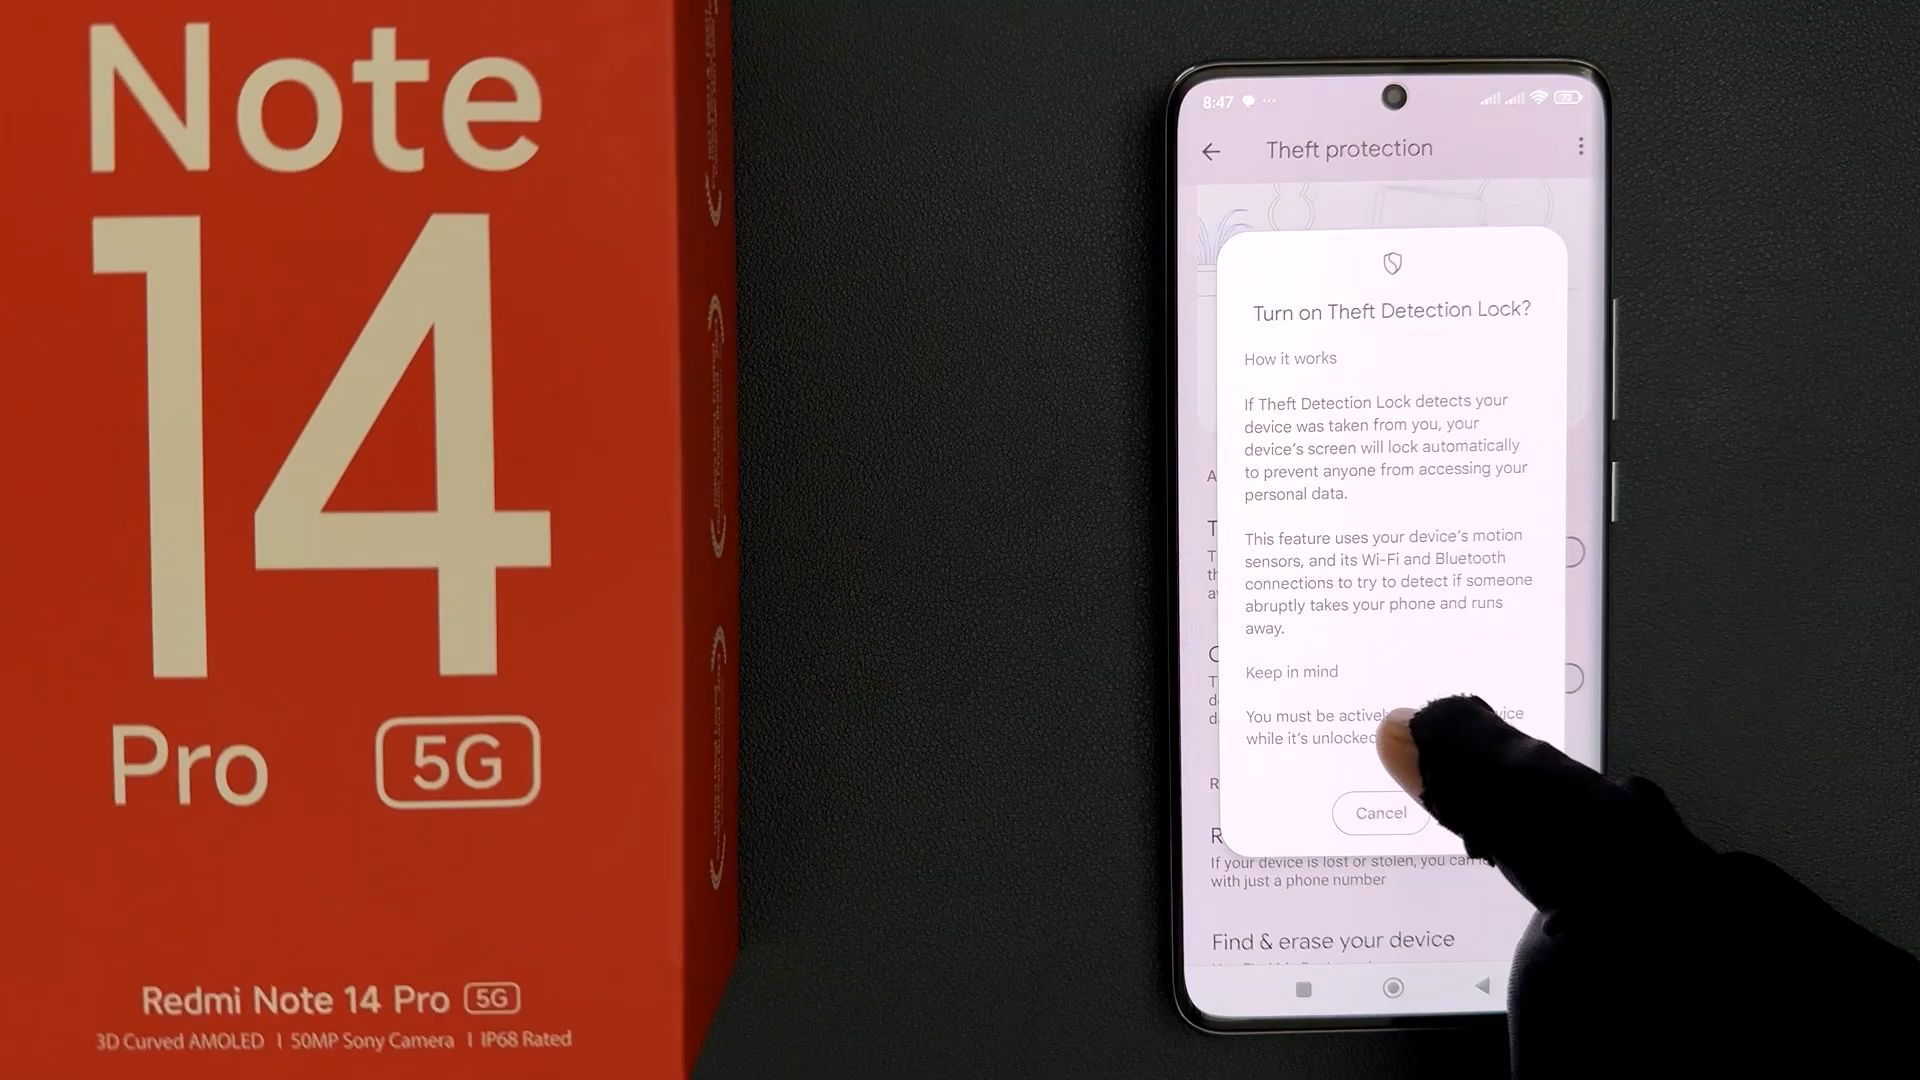 Note
14
Pro 5G
Redmi Note 14 Pro 5G
3D Curved AMOLED | 50MP Sony Camera | IP68 Rated
8:47
72
Theft protection
Turn on Theft Detection Lock?
How it works
If Theft Detection Lock detects your
device was taken from you, your
device's screen will lock automatically
to prevent anyone from accessing your
personal data.
This feature uses your device's motion
sensors, and its Wi-Fi and Bluetooth
connections to try to detect if someone
abruptly takes your phone and runs
away.
Keep in mind
You must be
while it's unlocked
Cancel
If your device is lost or stolen, you can
with just a phone number
Find & erase your device